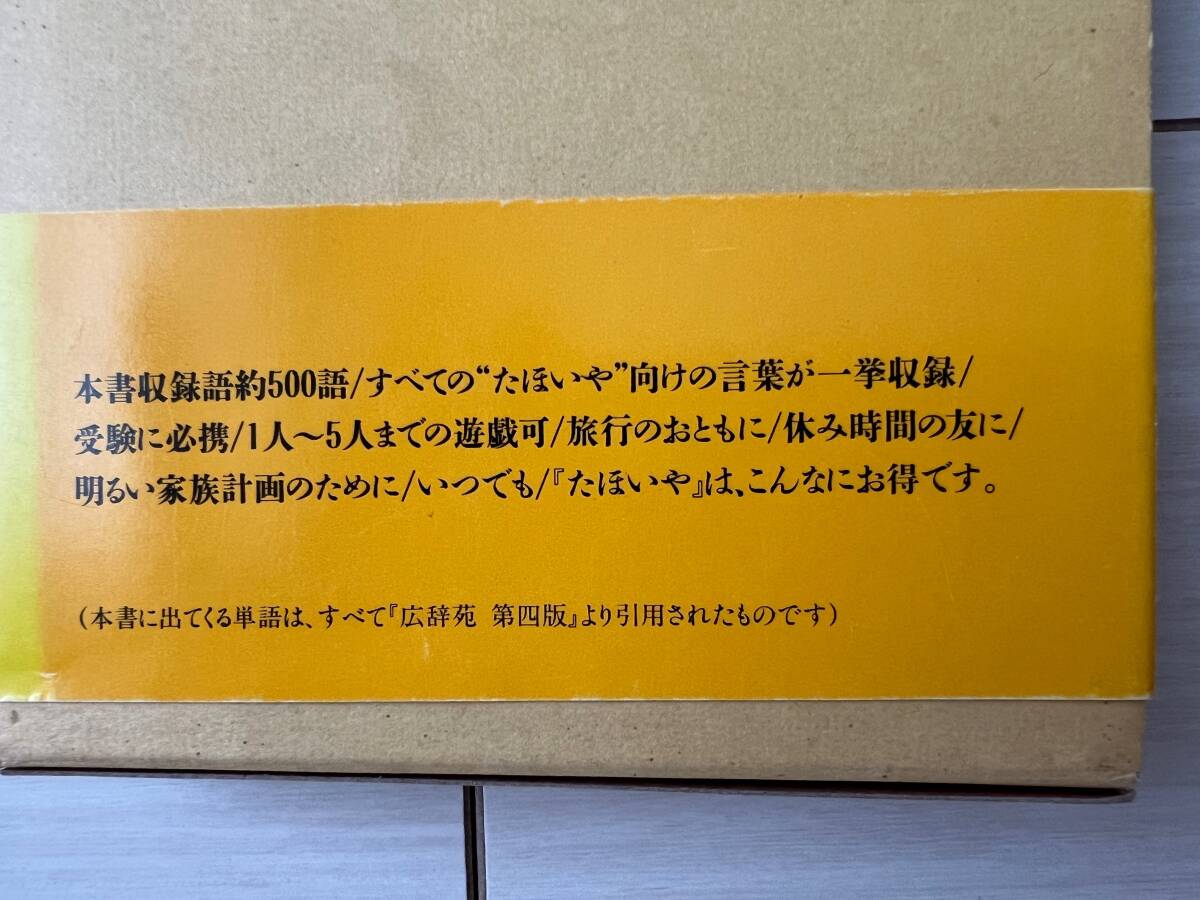 本書収録語約500語/すべての“たほいや”向けの言葉が一挙収録/
受験に必携/1人〜5人までの遊戯可/旅行のおともに/休み時間の友に/
明るい家族計画のために/いつでも/『たほいや』は、こんなにお得です。
(本書に出てくる単語は、すべて『広辞苑 第四版』より引用されたものです)